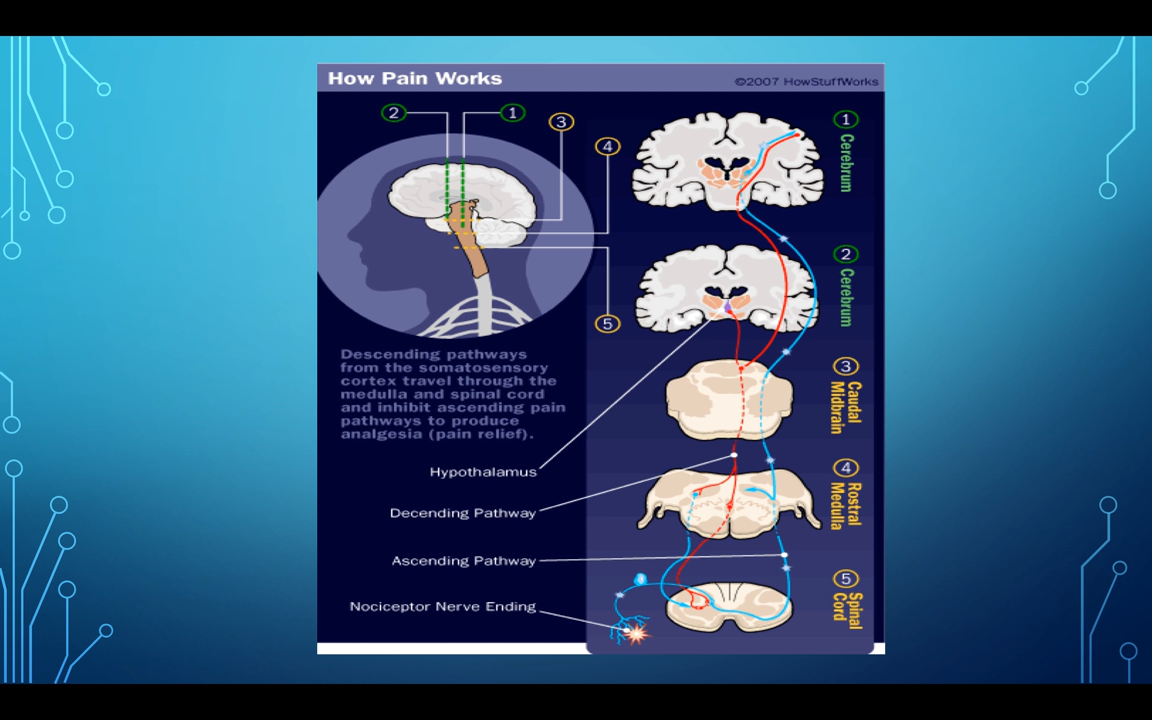 How Pain Works
©2007 HowStuffWorks
2
1
3
4
5
1 Cerebrum
2 Cerebrum
3 Caudal
Midbrain
4 Rostral
Medulla
5 Spinal
Cord
Descending pathways
from the somatosensory
cortex travel through the
medulla and spinal cord
and inhibit ascending pain
pathways to produce
analgesia (pain relief).
Hypothalamus
Decending Pathway
Ascending Pathway
Nociceptor Nerve Ending